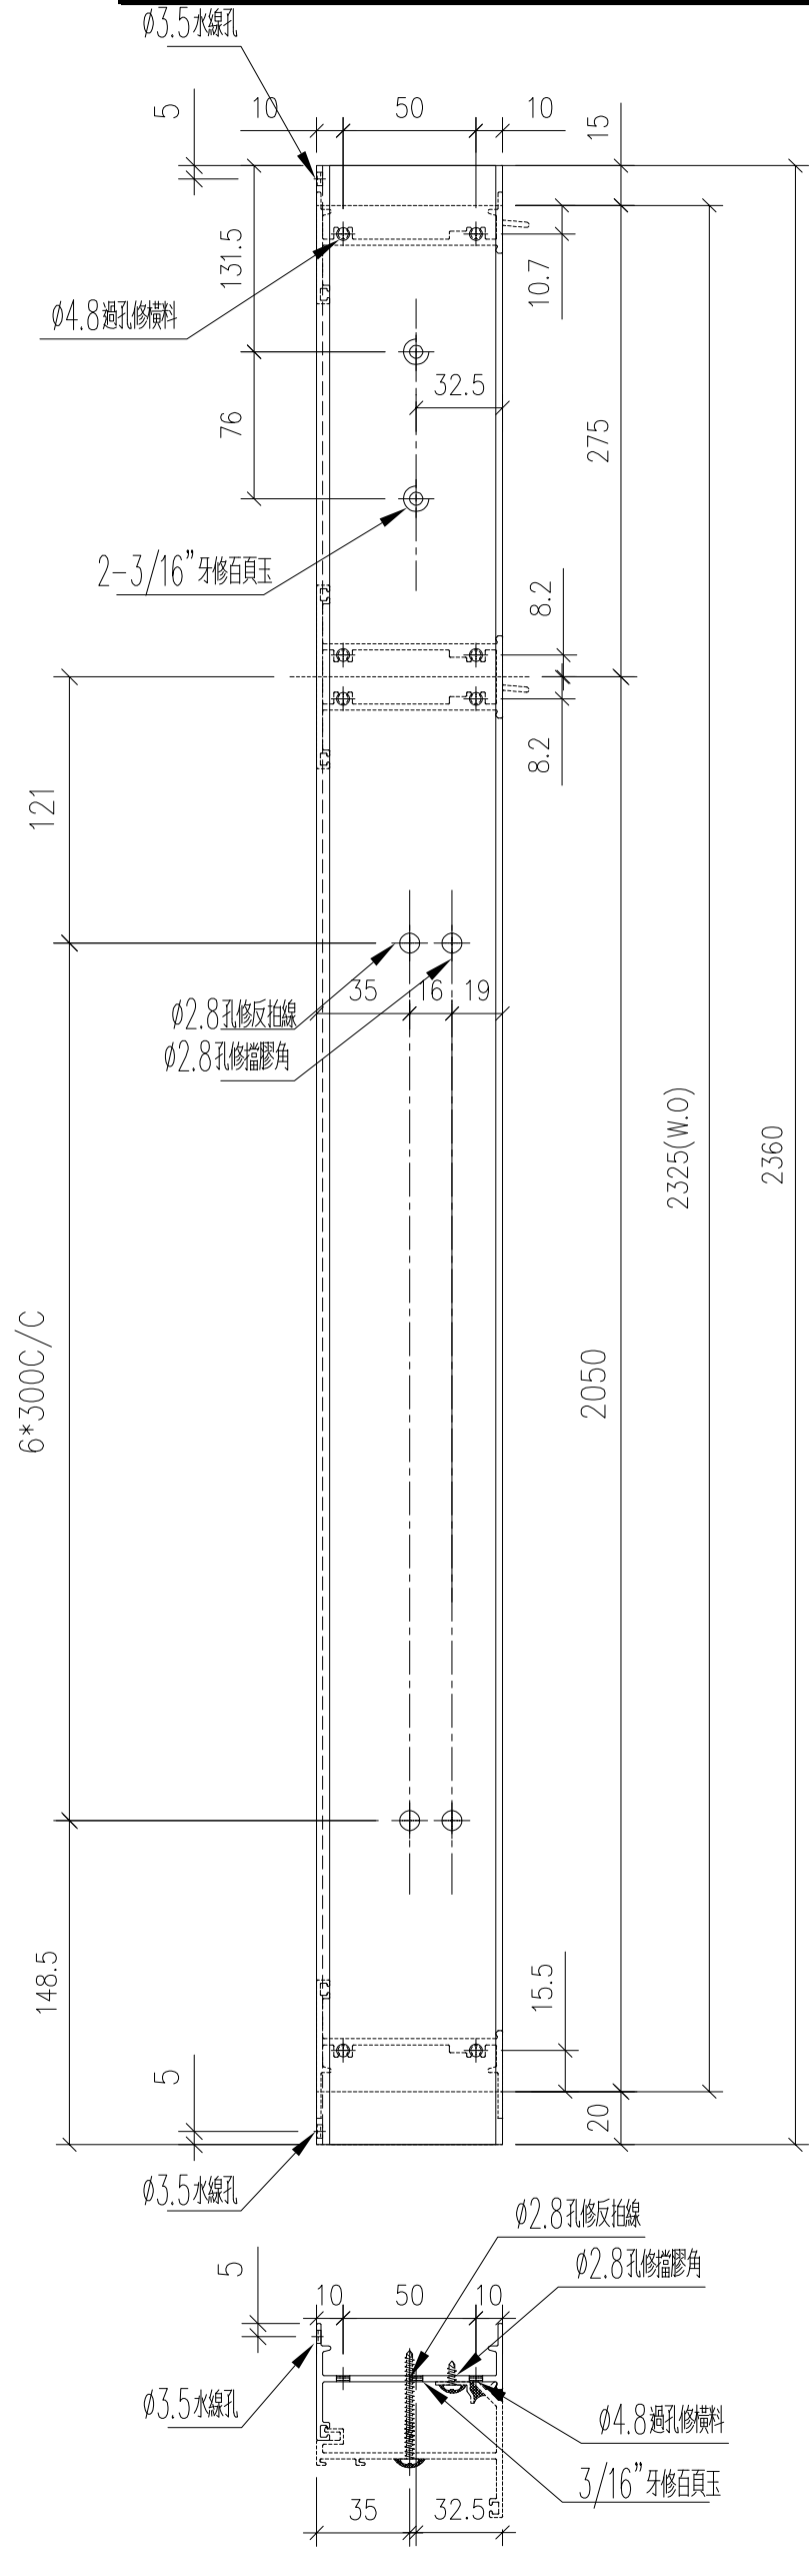 ø3.5水線孔
5
10
50
10
15
131.5
10.7
ø4.8過孔修橫料
32.5
76
275
2-3/16”牙修百頁玉
8.2
8.2
121
35
16
19
ø2.8孔修反拍線
ø2.8孔修擋膠角
2325(W.O)
2360
6*300C/C
2050
148.5
15.5
5
20
ø3.5水線孔
ø2.8孔修反拍線
ø2.8孔修擋膠角
5
10
50
10
ø3.5水線孔
ø4.8過孔修橫料
3/16”牙修百頁玉
35
32.5